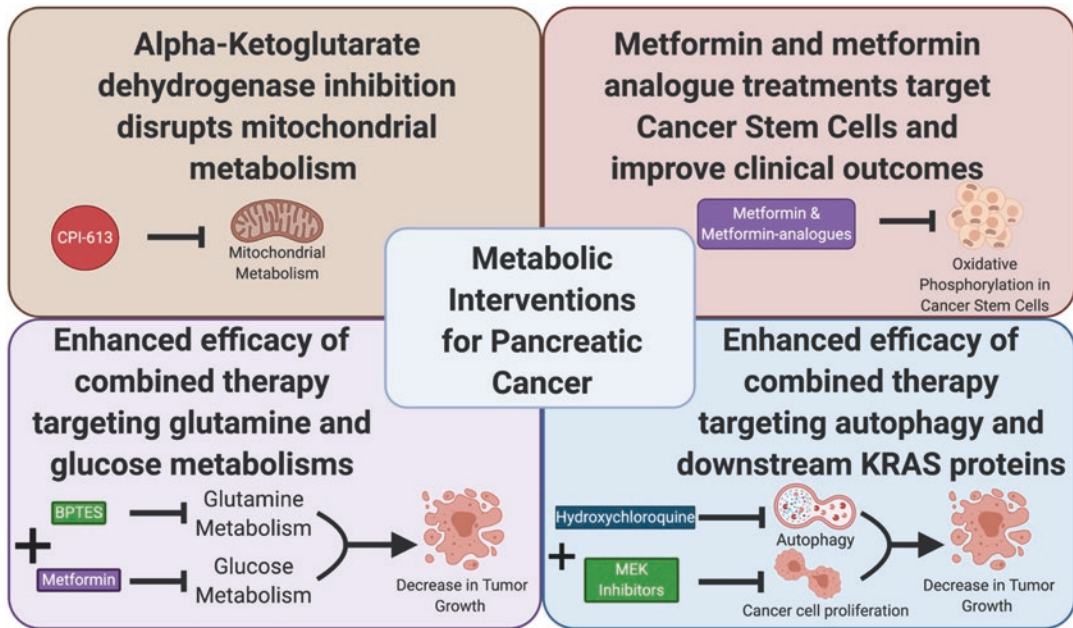 Alpha-Ketoglutarate
dehydrogenase inhibition
disrupts mitochondrial
metabolism
CPI-613
Mitochondrial
Metabolism
Metformin and metformin
analogue treatments target
Cancer Stem Cells and
improve clinical outcomes
Metformin &
Metformin-analogues
Oxidative
Phosphorylation in
Cancer Stem Cells
Metabolic
Interventions
for Pancreatic
Cancer
Enhanced efficacy of
combined therapy
targeting glutamine and
glucose metabolisms
BPTES
Glutamine
Metabolism
+
Metformin
Glucose
Metabolism
Decrease in Tumor
Growth
Enhanced efficacy of
combined therapy
targeting autophagy and
downstream KRAS proteins
Hydroxychloroquine
Autophagy
+
MEK
Inhibitors
Cancer cell proliferation
Decrease in Tumor
Growth